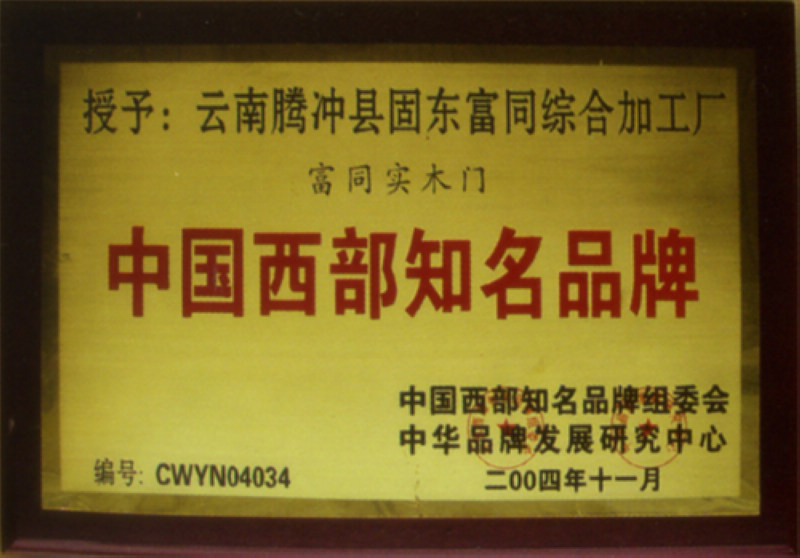 授予：云南腾冲县固东富同综合加工厂
富同实木门
中国西部知名品牌
中国西部知名品牌组委会
中华品牌发展研究中心
编号：CWYN04034
二00四年十一月